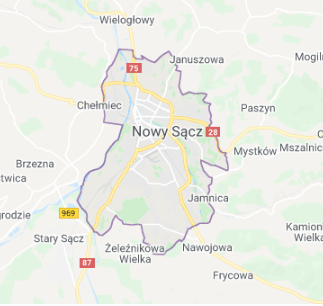 Wielogłowy
Januszowa
75
Mogil
Chełmiec
Paszyn
Nowy Sącz
28
Mystków
Mszalnic
Brzezna
twica
Jamnica
969
grodzie
Kamion
Wielka
Stary Sącz
Żeleźnikowa
Wielka
Nawojowa
87
Frycowa